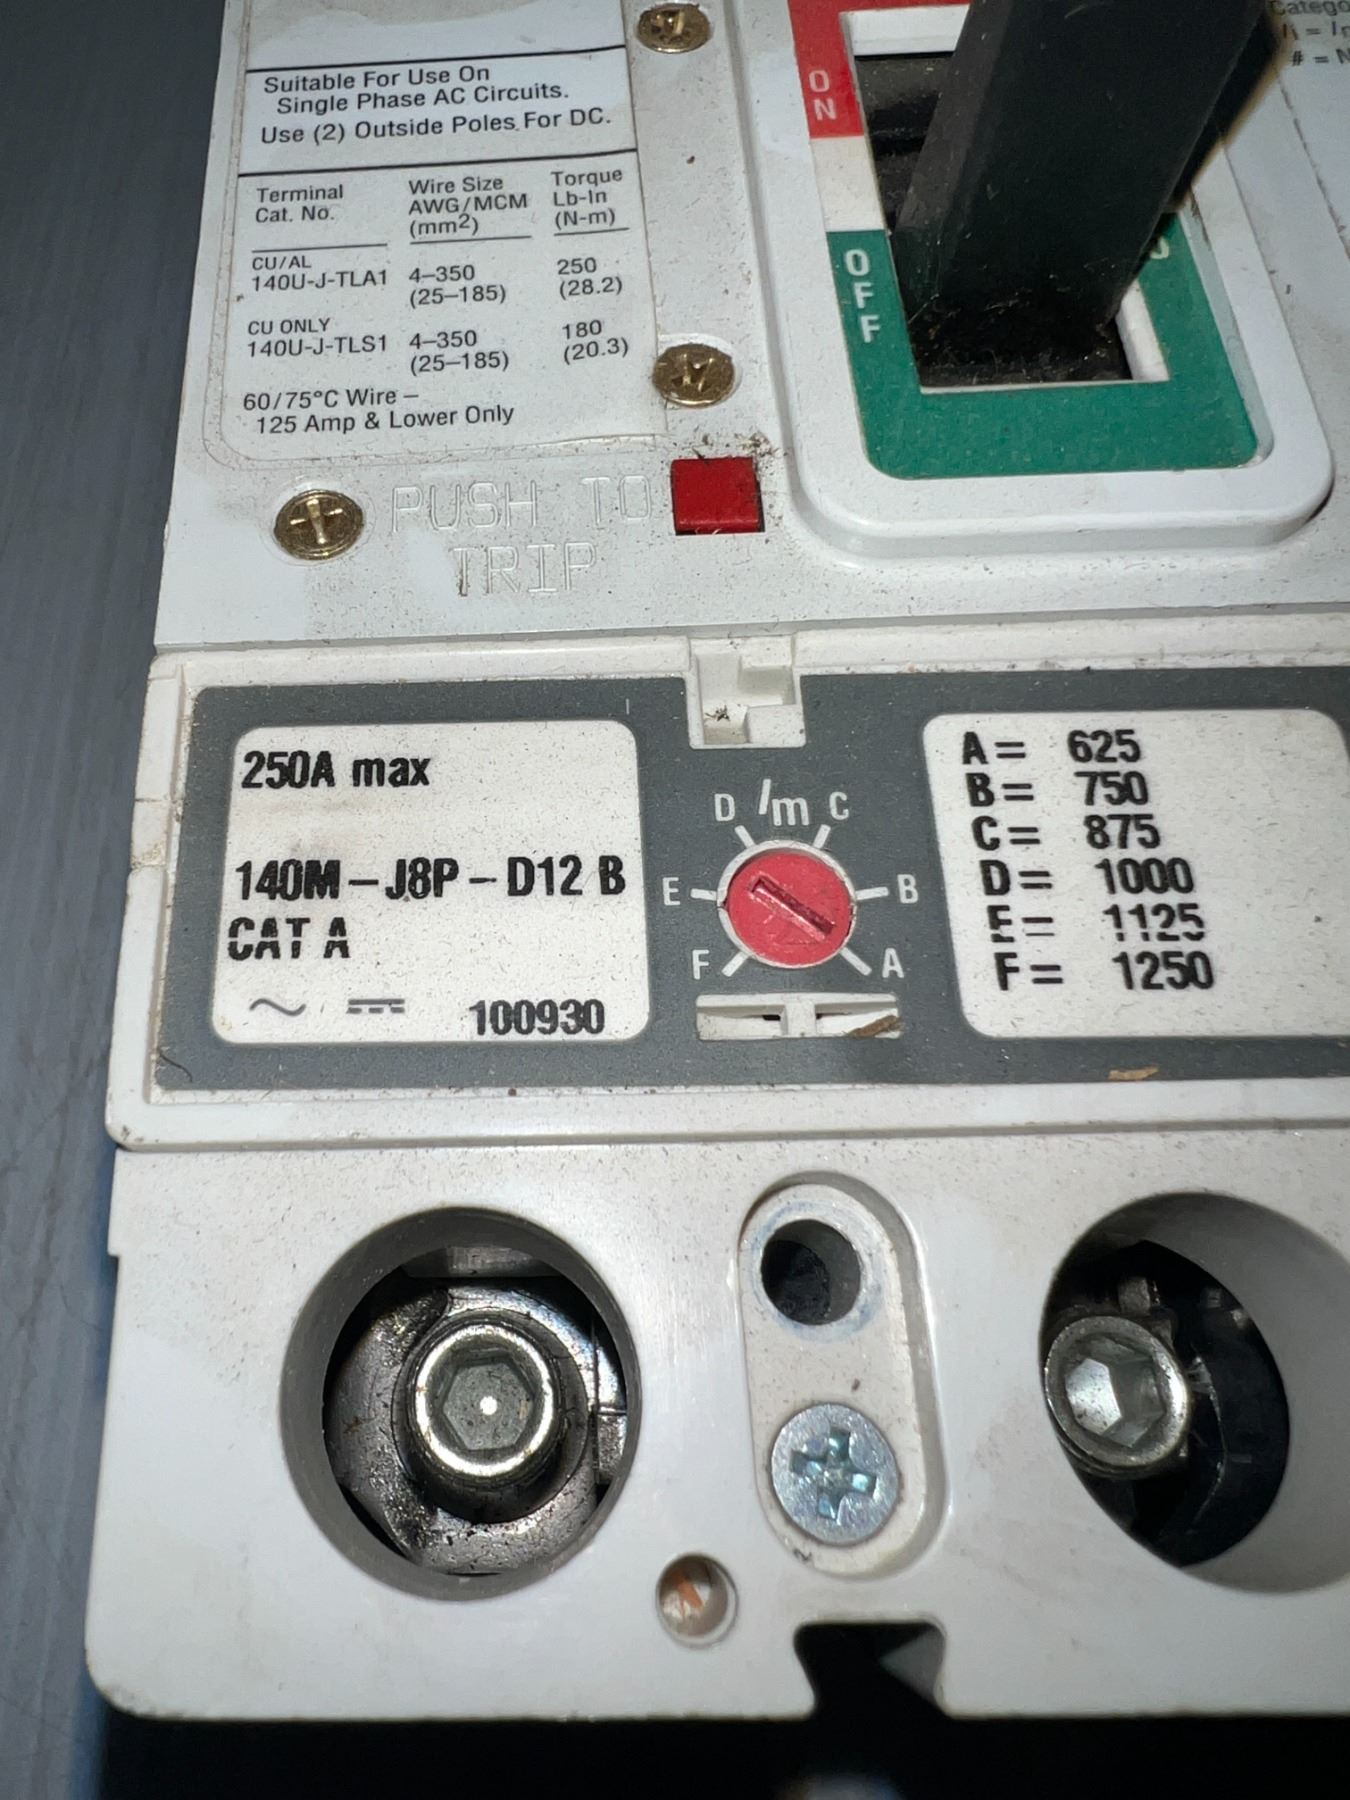 Suitable For Use On
Single Phase AC Circuits.
Use (2) Outside Poles For DC.
Terminal
Cat. No.
Wire Size
AWG/MCM
(mm2)
Torque
Lb-In
(N-m)
CU/AL
140U-J-TLA1 4–350 250
(25–185) (28.2)
CU ONLY
140U-J-TLS1 4–350 180
(25–185) (20.3)
60/75°C Wire –
125 Amp & Lower Only
ON
OFF
PUSH TO
TRIP
250A max
140M-J8P-D12 B
CAT A
100930
D Im C
E B
F A
A= 625
B= 750
C= 875
D= 1000
E= 1125
F= 1250